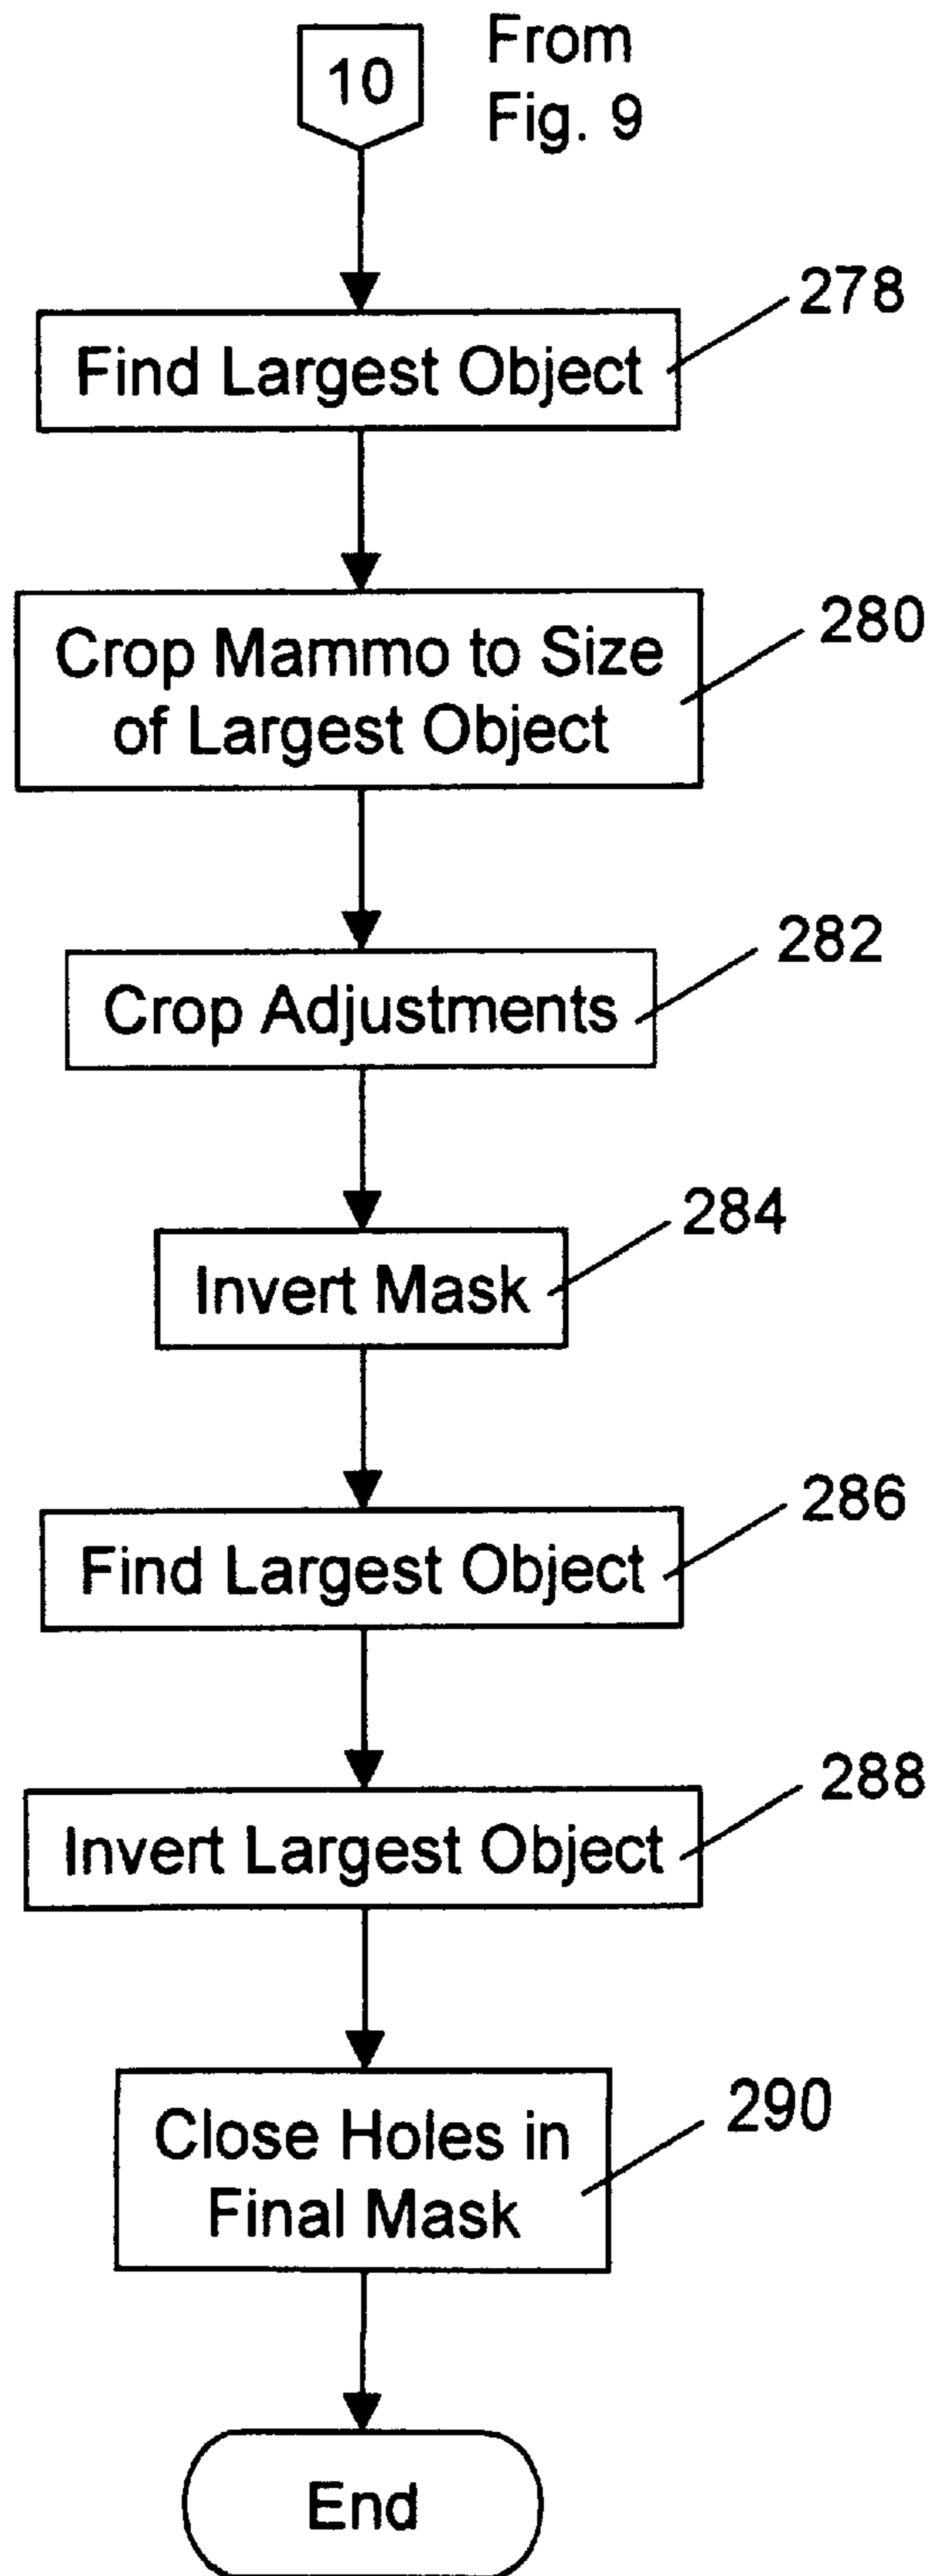 10
From
Fig. 9
278
Find Largest Object
280
Crop Mammo to Size
of Largest Object
282
Crop Adjustments
284
Invert Mask
286
Find Largest Object
288
Invert Largest Object
290
Close Holes in
Final Mask
End